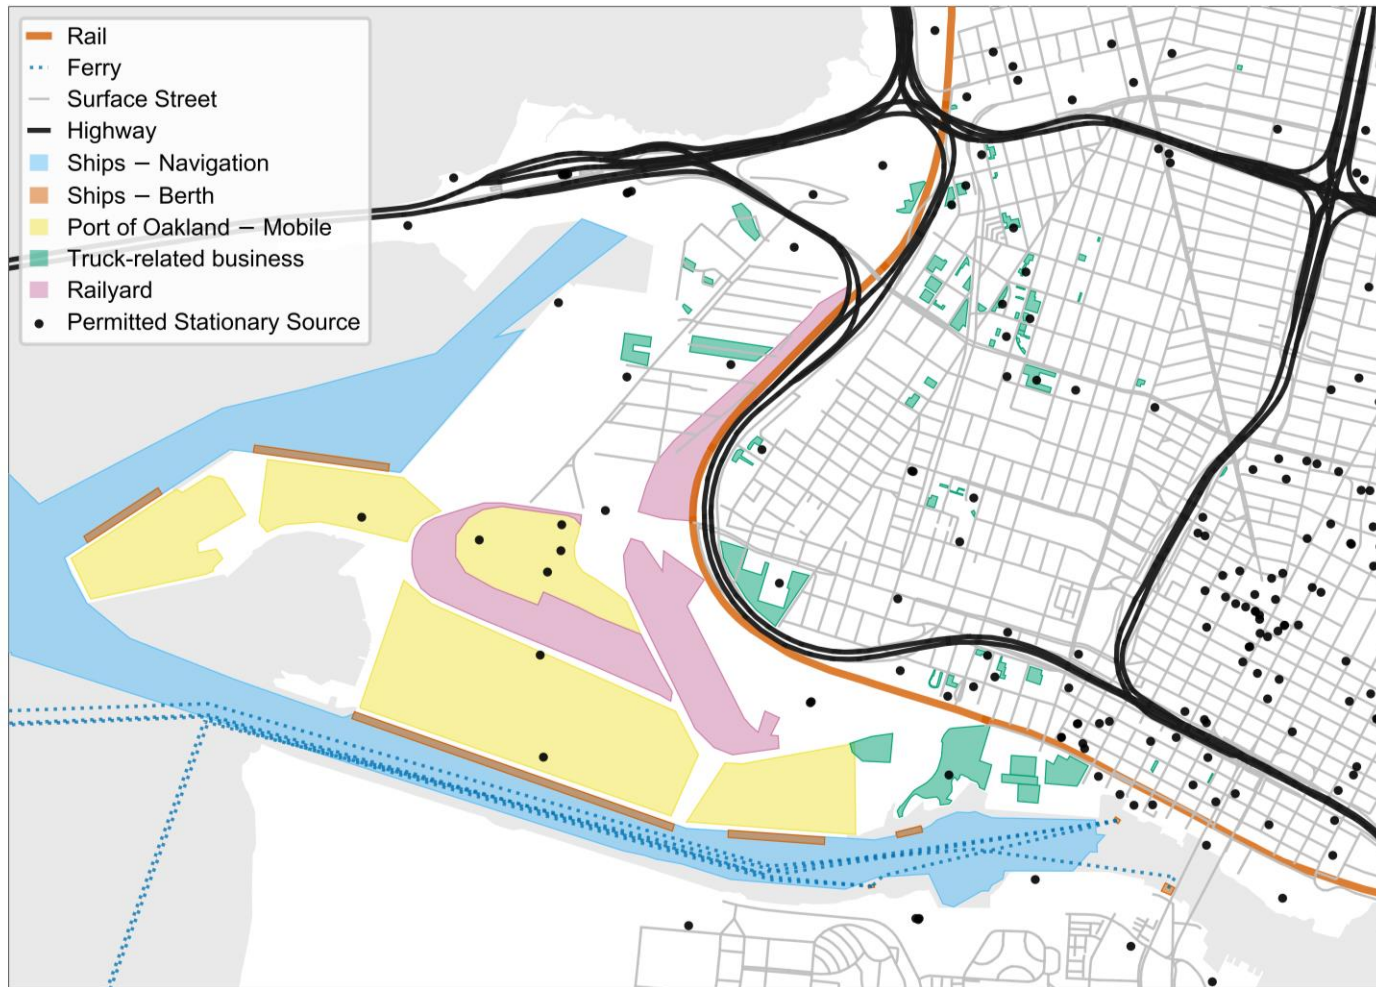 Rail
Ferry
Surface Street
Highway
Ships – Navigation
Ships – Berth
Port of Oakland – Mobile
Truck-related business
Railyard
Permitted Stationary Source